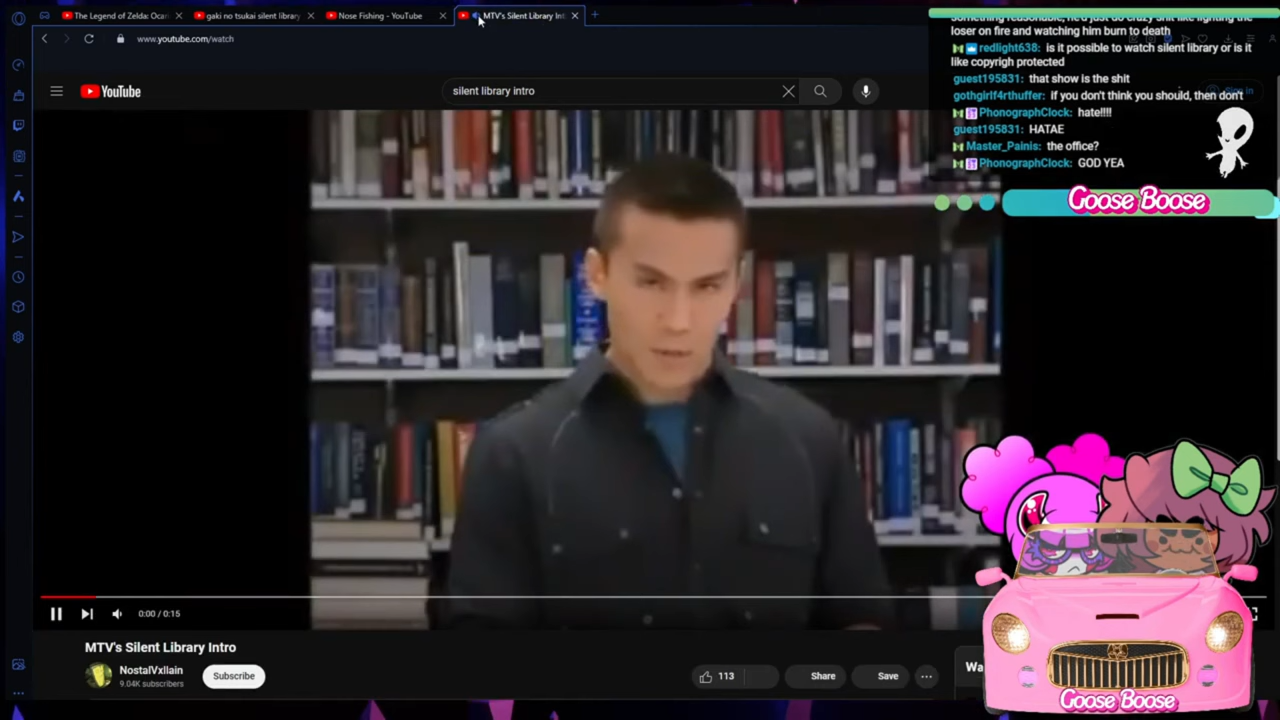 The Legend of Zelda: Ocari
gaki no tsukai silent library
Nose Fishing - YouTube
MTV's Silent Library Int
www.youtube.com/watch
YouTube
silent library intro
something reasonable, he'd just do crazy shit like lighting the
loser on fire and watching him burn to death
redlight638: is it possible to watch silent library or is it
like copyrigh protected
guest195831: that show is the shit
gothgirlf4rthuffer: if you don't think you should, then don't
PhonographClock: hate!!!!
guest195831: HATAE
Master_Painis: the office?
PhonographClock: GOD YEA
Goose Boose
0:00 / 0:15
MTV's Silent Library Intro
NostalVxllain
9.04K subscribers
Subscribe
113
Share
Save
Wa
Goose Boose